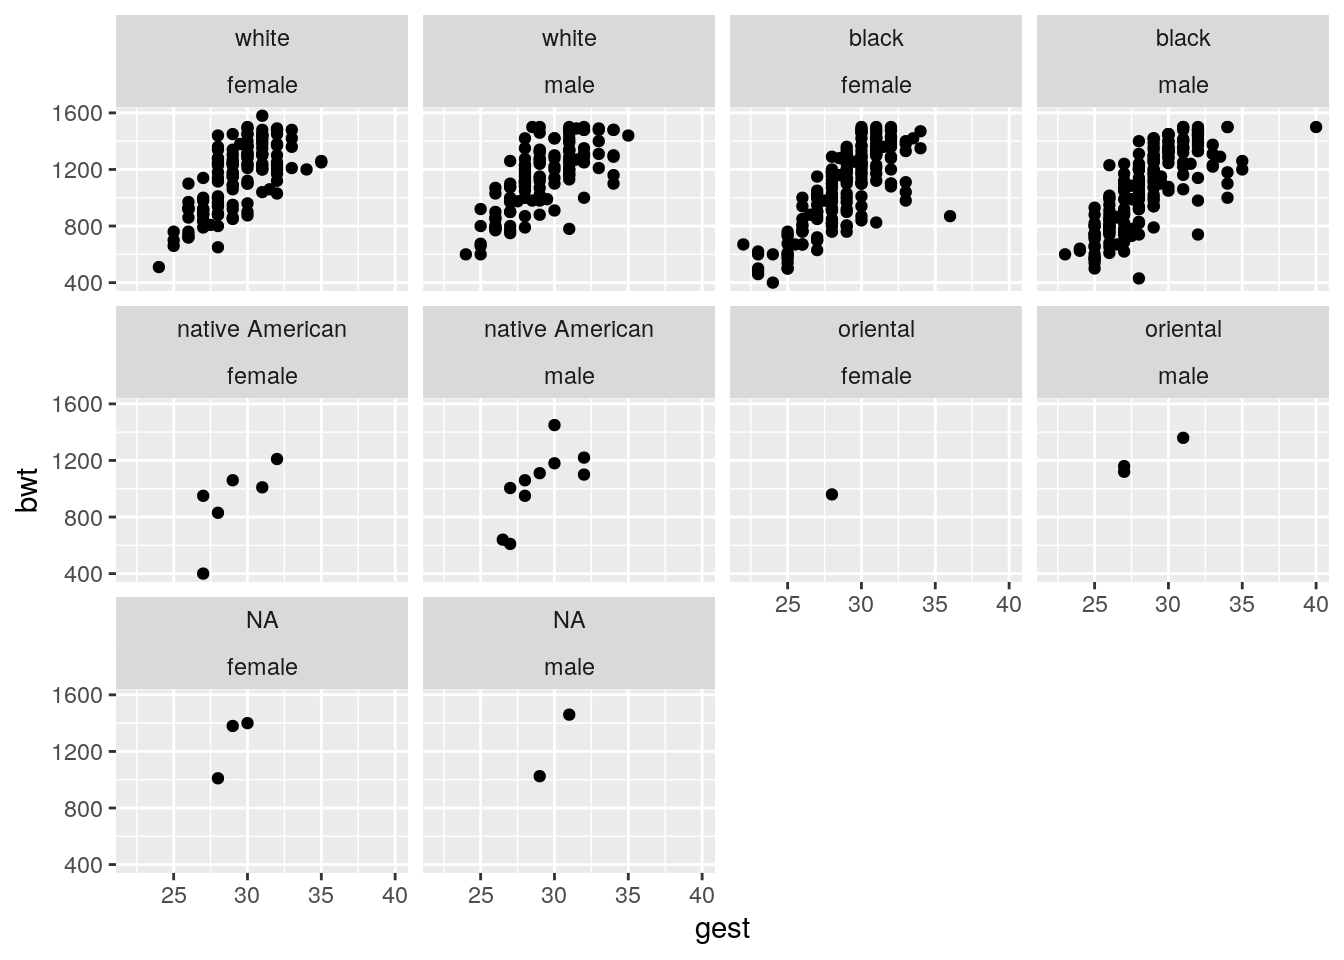 white white black black
female male female male
1600
1200
800
400
native American native American oriental oriental
female male female male
1600
1200
800
400
25 30 35 40 25 30 35 40
NA NA
female male
1600
1200
800
400
25 30 35 40 25 30 35 40
bwt
gest